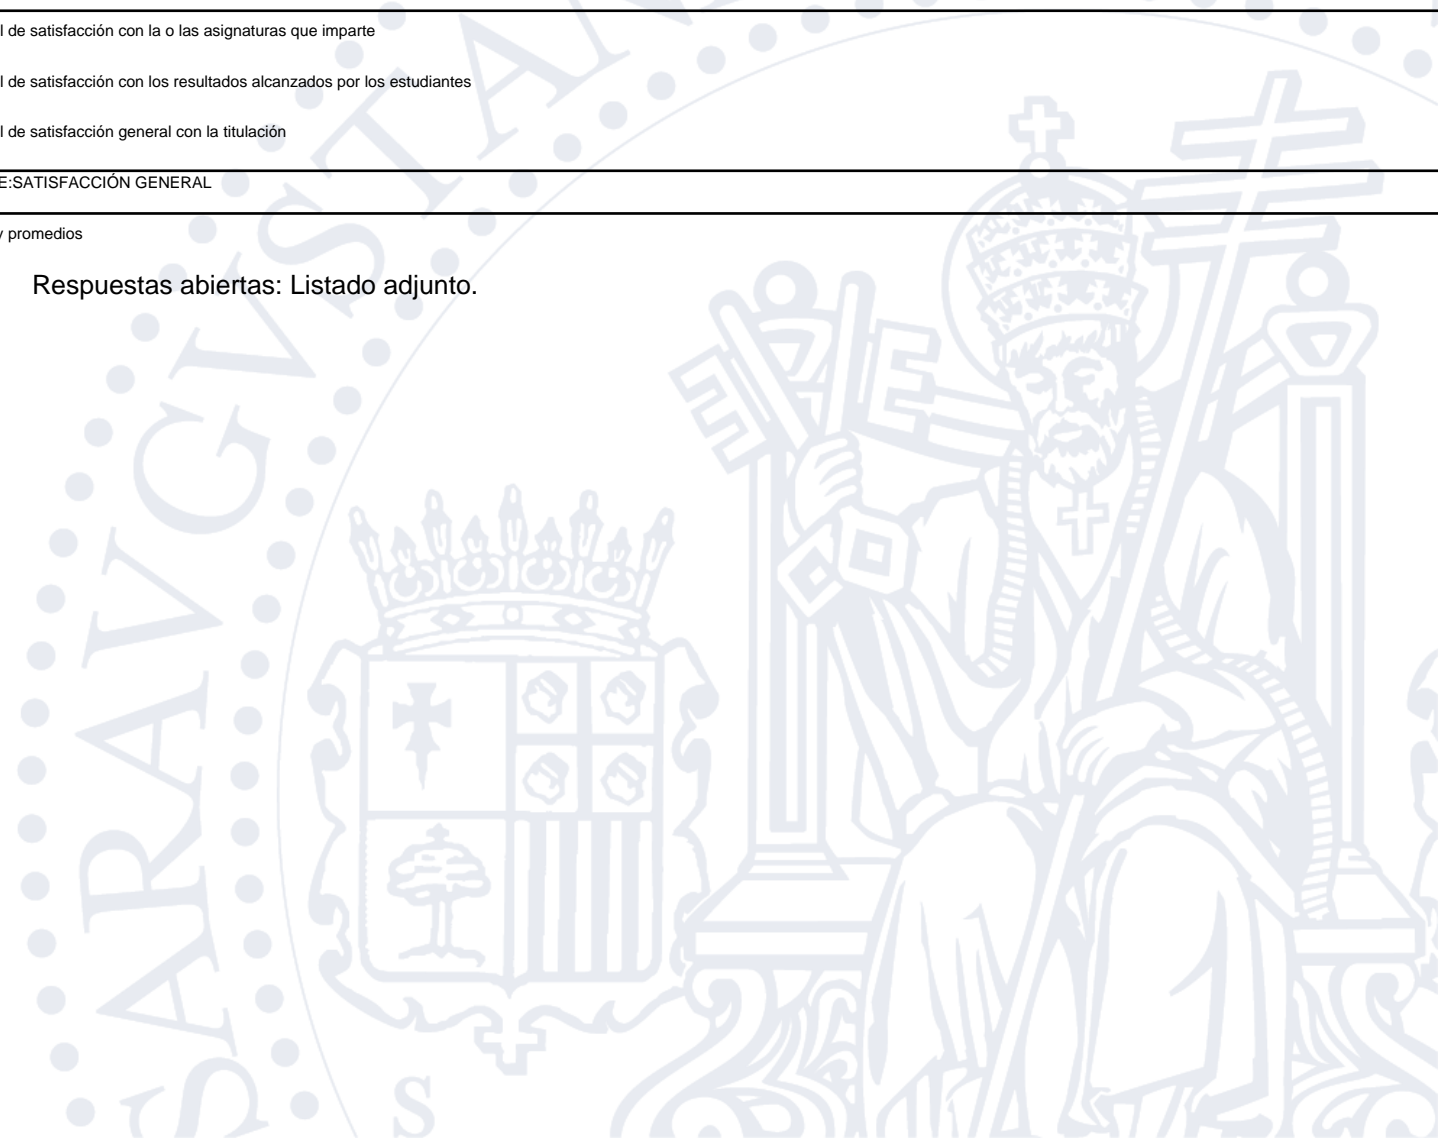 l de satisfacción con la o las asignaturas que imparte
l de satisfacción con los resultados alcanzados por los estudiantes
l de satisfacción general con la titulación
E:SATISFACCIÓN GENERAL
y promedios
Respuestas abiertas: Listado adjunto.
SARAVGVSTAN
S